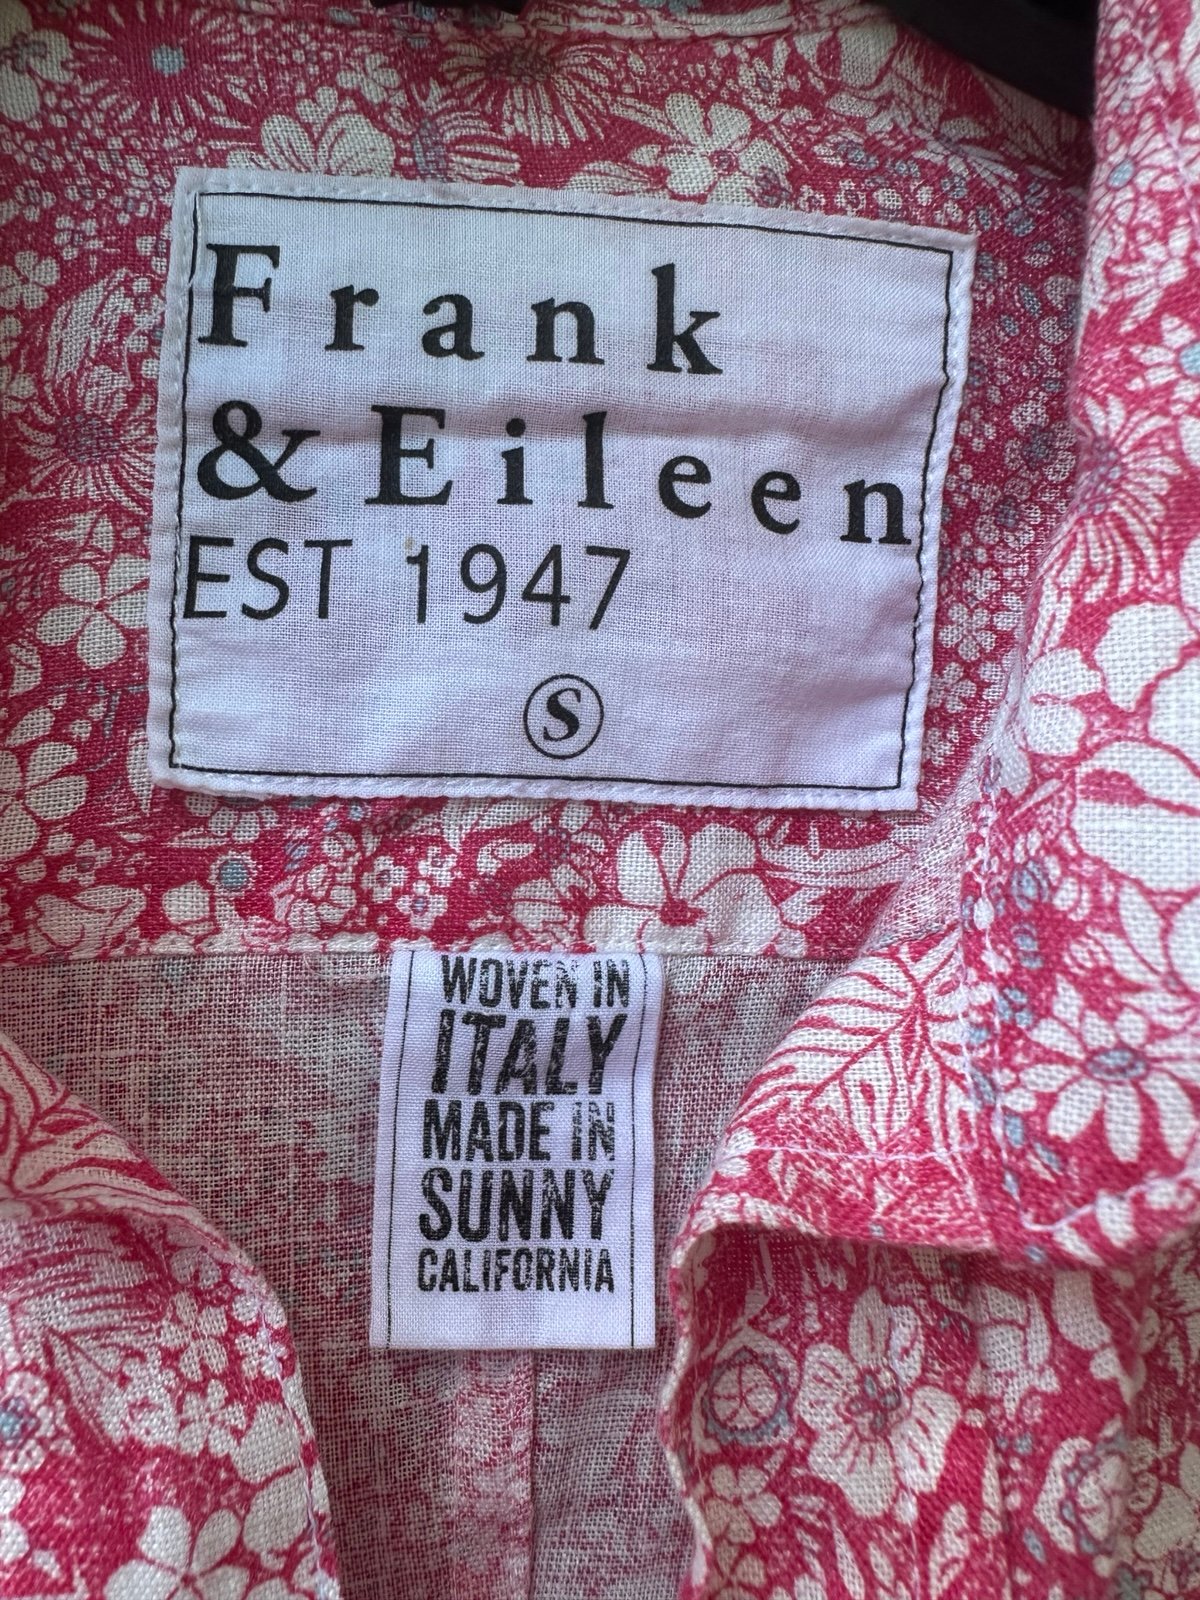 Frank
& Eileen
EST 1947
S
WOVEN IN
ITALY
MADE IN
SUNNY
CALIFORNIA